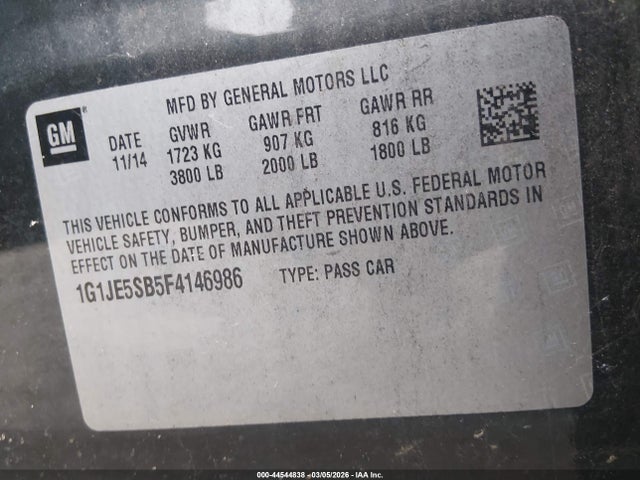 MFD BY GENERAL MOTORS LLC
GM®
DATE GVWR GAWR FRT GAWR RR
11/14 1723 KG 907 KG 816 KG
3800 LB 2000 LB 1800 LB
THIS VEHICLE CONFORMS TO ALL APPLICABLE U.S. FEDERAL MOTOR
VEHICLE SAFETY, BUMPER, AND THEFT PREVENTION STANDARDS IN
EFFECT ON THE DATE OF MANUFACTURE SHOWN ABOVE.
1G1JE5SB5F4146986 TYPE: PASS CAR
000-44544838 - 03/05/2026 - IAA Inc.